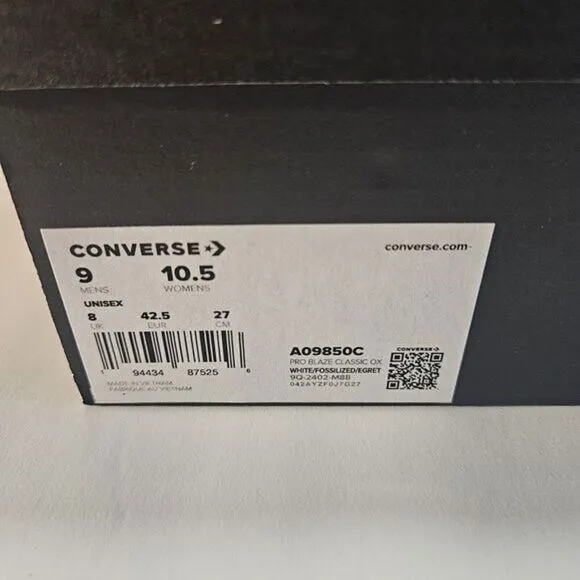 CONVERSE
converse.com
9 10.5
MENS WOMENS
UNISEX
8 42.5 27
UK EUR CM
1 94434 87525 6
MADE IN VIETNAM
FABRIQUE AU VIETNAM
A09850C
PRO BLAZE CLASSIC OX
WHITE/FOSSILIZED/EGRET
9Q-2402-M8B
CONVERSE